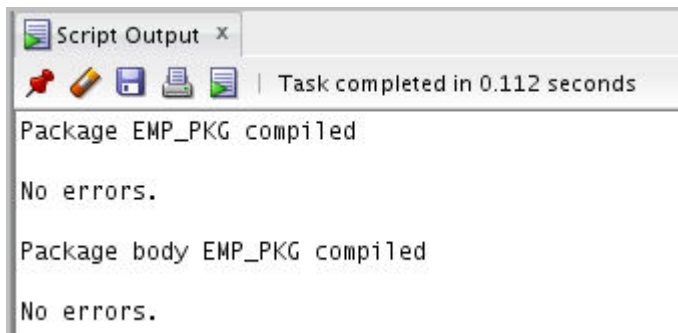 Script Output x
Task completed in 0.112 seconds
Package EMP_PKG compiled
No errors.
Package body EMP_PKG compiled
No errors.